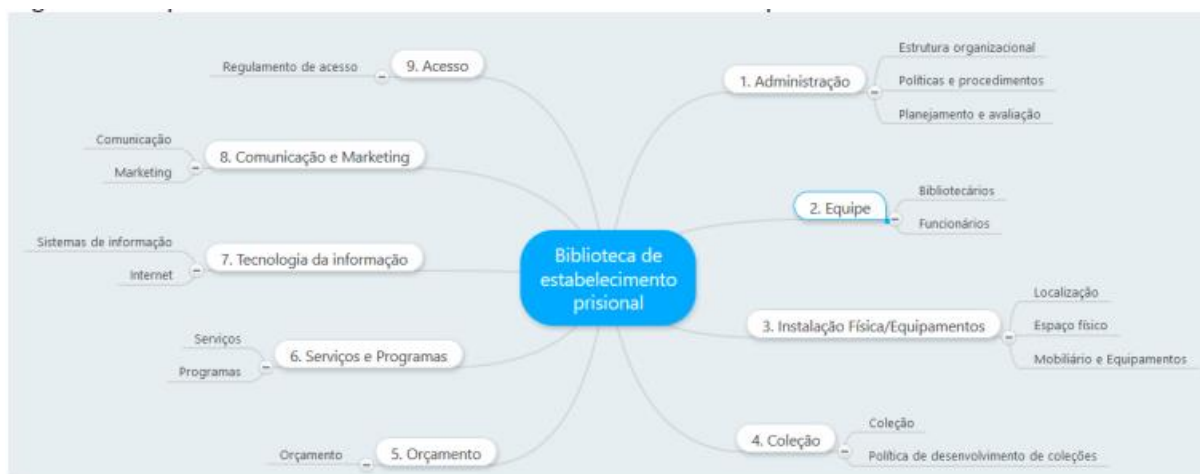 Biblioteca de
estabelecimento
prisional
1. Administração
Estrutura organizacional
Políticas e procedimentos
Planejamento e avaliação
2. Equipe
Bibliotecários
Funcionários
3. Instalação Física/Equipamentos
Localização
Espaço físico
Mobiliário e Equipamentos
4. Coleção
Coleção
Política de desenvolvimento de coleções
5. Orçamento
Orçamento
6. Serviços e Programas
Serviços
Programas
7. Tecnologia da informação
Sistemas de informação
Internet
8. Comunicação e Marketing
Comunicação
Marketing
9. Acesso
Regulamento de acesso